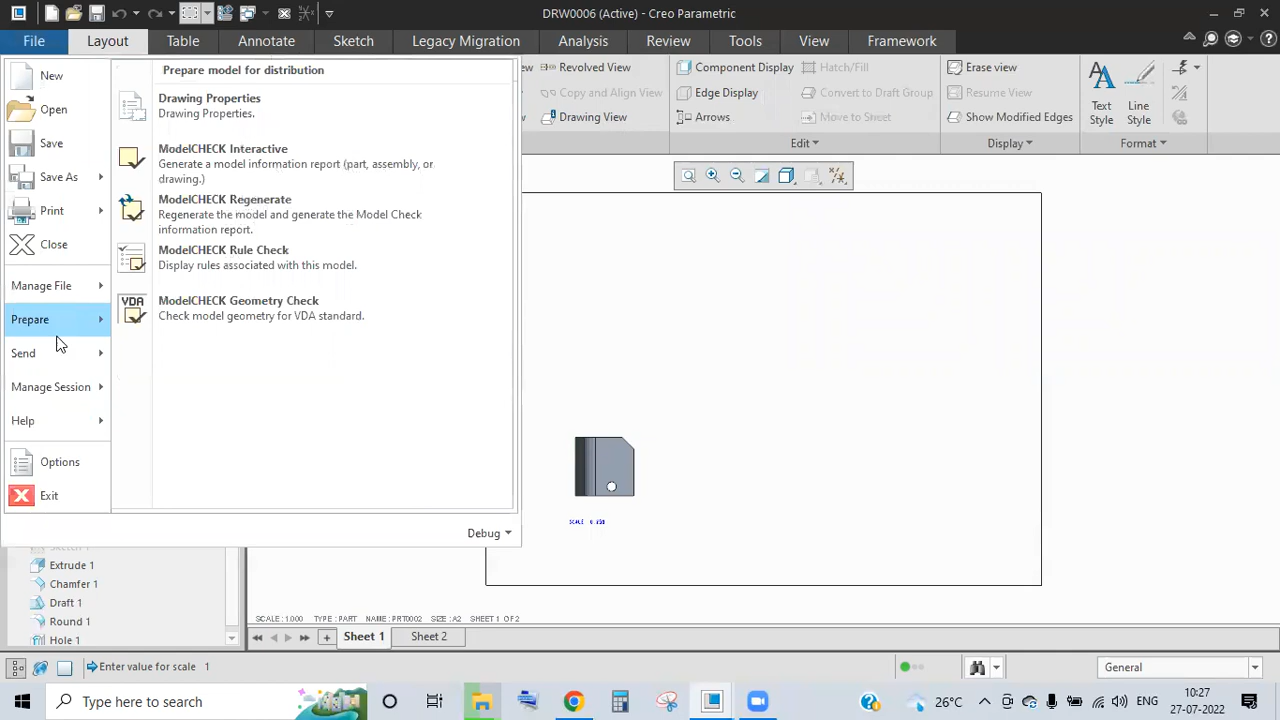 DRW0006 (Active) - Creo Parametric
File
Layout
Table
Annotate
Sketch
Legacy Migration
Analysis
Review
Tools
View
Framework
New
Open
Save
Save As
Print
Close
Manage File
Prepare
Send
Manage Session
Help
Options
Exit
Prepare model for distribution
Drawing Properties
Drawing Properties.
ModelCHECK Interactive
Generate a model information report (part, assembly, or
drawing.)
ModelCHECK Regenerate
Regenerate the model and generate the Model Check
information report.
ModelCHECK Rule Check
Display rules associated with this model.
VDA
ModelCHECK Geometry Check
Check model geometry for VDA standard.
Debug
Revolved View
Copy and Align View
Drawing View
Component Display
Edge Display
Arrows
Hatch/Fill
Convert to Draft Group
Move to Sheet
Edit
Erase view
Resume View
Show Modified Edges
Display
Text
Style
Line
Style
Format
Extrude 1
Chamfer 1
Draft 1
Round 1
Hole 1
SCALE : 1.000 TYPE : PART NAME : PRT0002 SIZE : A2 SHEET 1 OF 2
Sheet 1
Sheet 2
Enter value for scale 1
General
Type here to search
26°C
ENG
10:27
27-07-2022